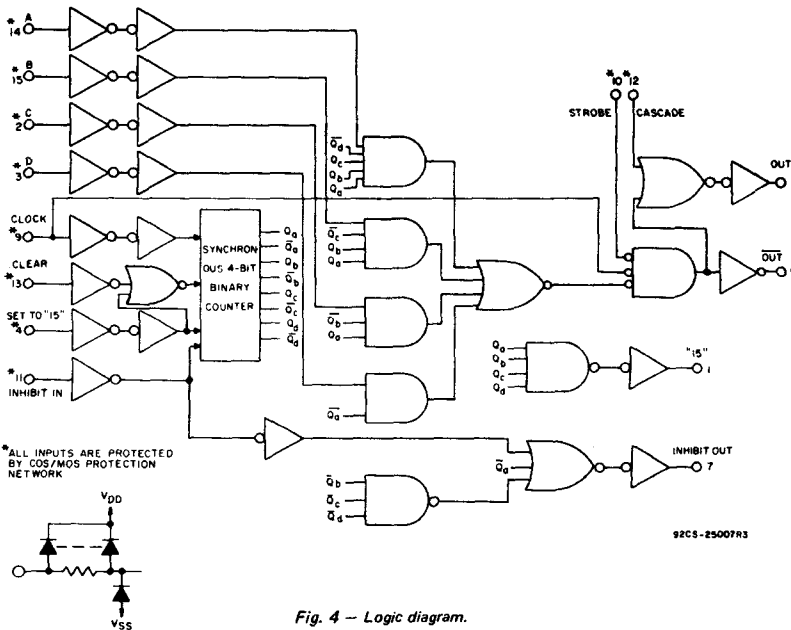 A
*14
B
*15
C
*2
D
*3
CLOCK
*9
CLEAR
*13
SET TO "15"
*4
*11
INHIBIT IN
SYNCHRON
OUS 4-BIT
BINARY
COUNTER
Qa
Q̅a
Qb
Q̅b
Qc
Q̅c
Qd
Q̅d
Q̅d
Qc
Qb
Qa
Q̅c
Qb
Qa
Q̅b
Qa
Q̅a
*10 *12
STROBE CASCADE
OUT
O̅U̅T̅
Qa
Qb
Qc
Qd
"15"
1
Q̅b
Q̅c
Q̅d
Q̅a
INHIBIT OUT
7
*ALL INPUTS ARE PROTECTED
BY COS/MOS PROTECTION
NETWORK
VDD
VSS
92CS-25007R3
Fig. 4 – Logic diagram.